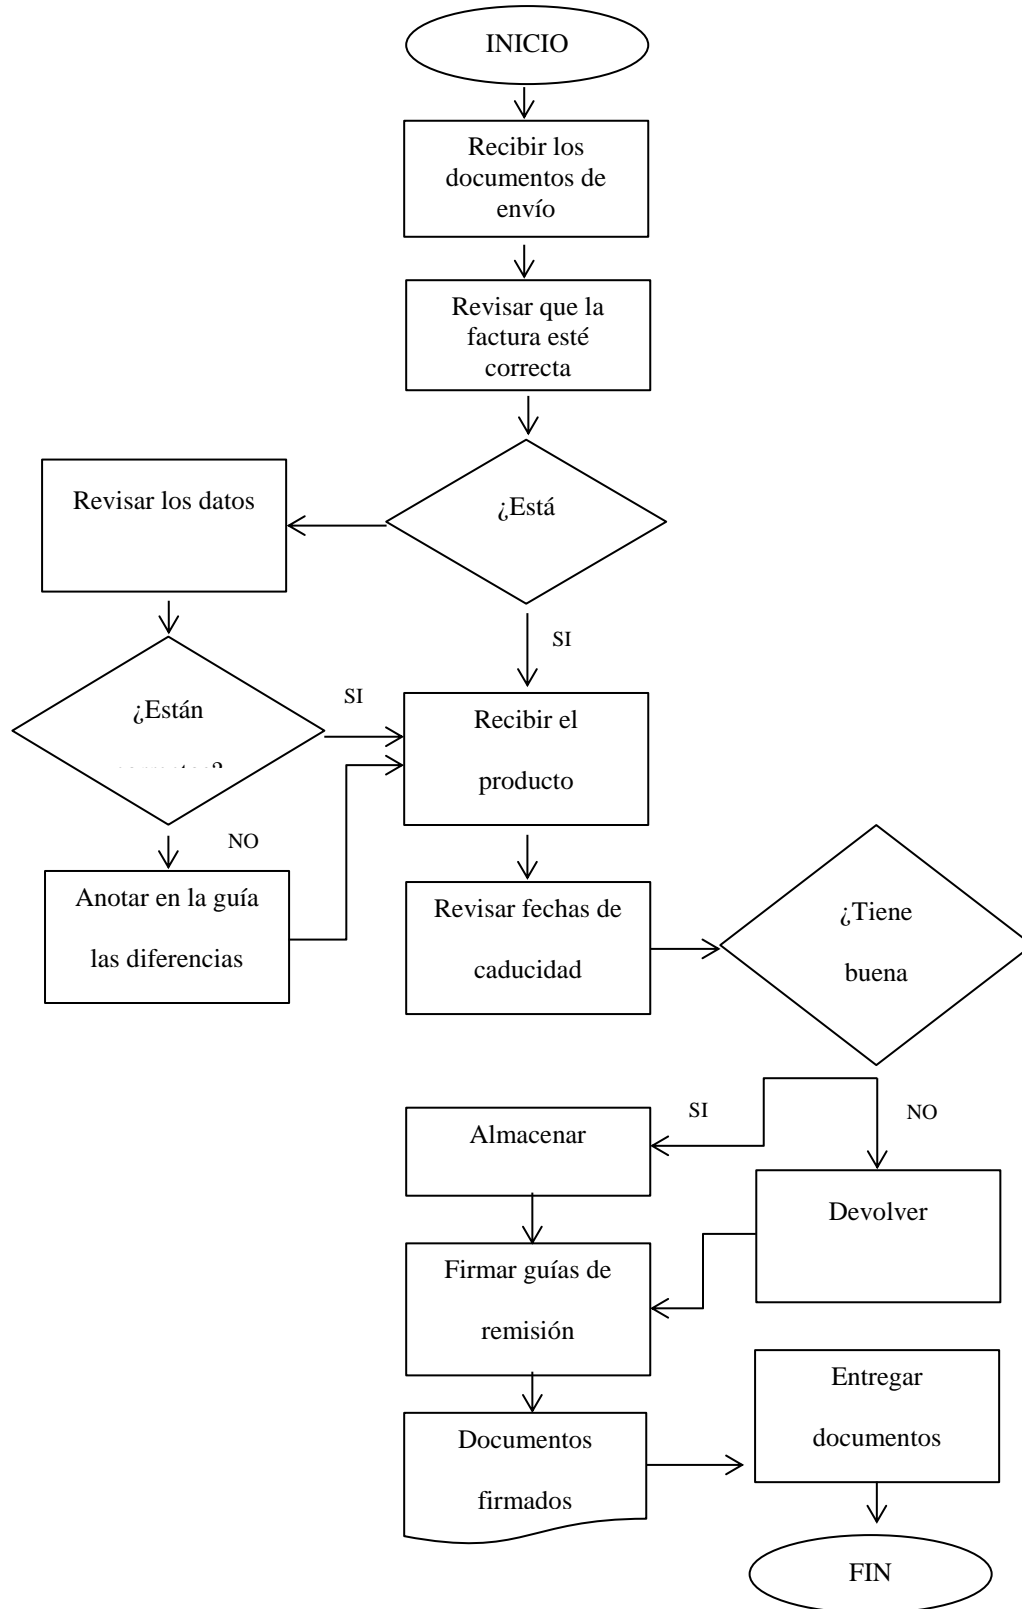 INICIO
Recibir los
documentos de
envío
Revisar que la
factura esté
correcta
¿Está
Revisar los datos
SI
¿Están
SI
Recibir el
producto
NO
Anotar en la guía
las diferencias
Revisar fechas de
caducidad
¿Tiene
buena
SI
NO
Almacenar
Devolver
Firmar guías de
remisión
Entregar
documentos
Documentos
firmados
FIN